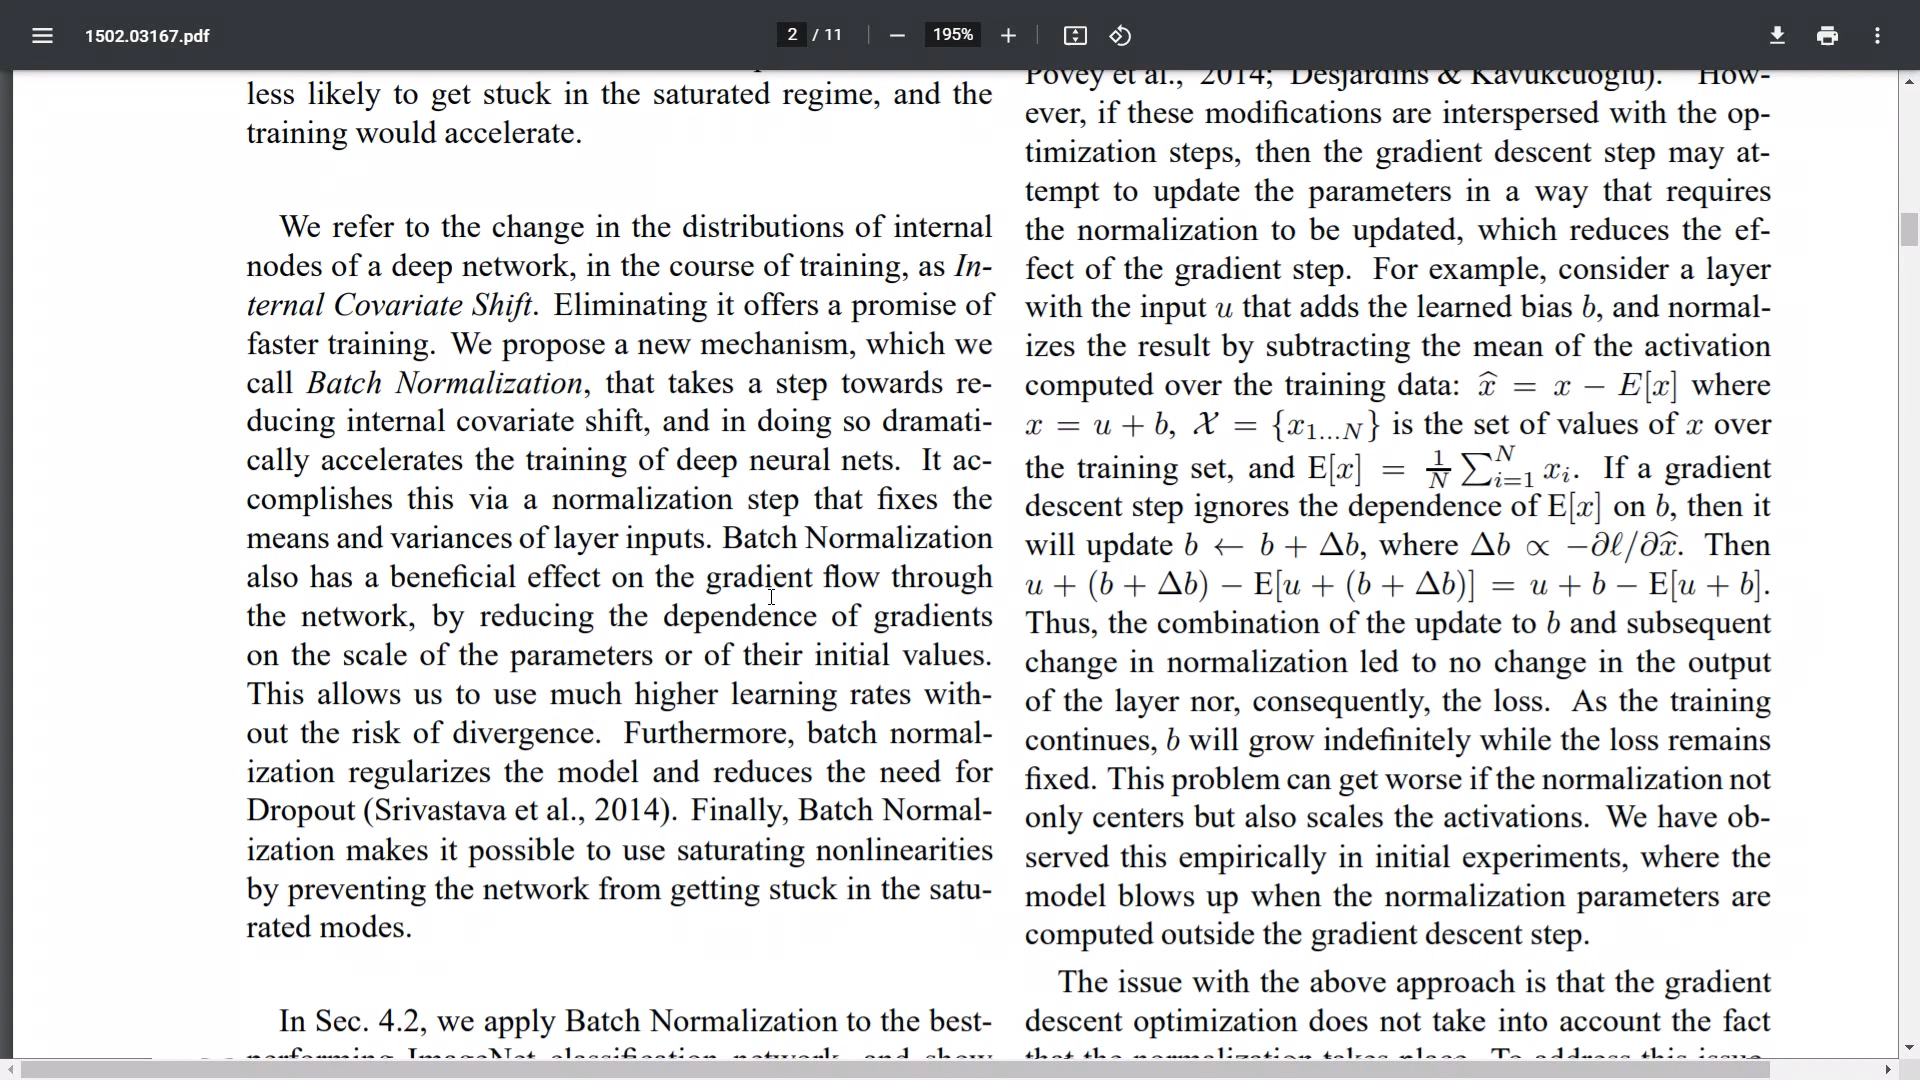 1502.03167.pdf
2 / 11
195%
less likely to get stuck in the saturated regime, and the
training would accelerate.
We refer to the change in the distributions of internal
nodes of a deep network, in the course of training, as In-
ternal Covariate Shift. Eliminating it offers a promise of
faster training. We propose a new mechanism, which we
call Batch Normalization, that takes a step towards re-
ducing internal covariate shift, and in doing so dramati-
cally accelerates the training of deep neural nets. It ac-
complishes this via a normalization step that fixes the
means and variances of layer inputs. Batch Normalization
also has a beneficial effect on the gradient flow through
the network, by reducing the dependence of gradients
on the scale of the parameters or of their initial values.
This allows us to use much higher learning rates with-
out the risk of divergence. Furthermore, batch normal-
ization regularizes the model and reduces the need for
Dropout (Srivastava et al., 2014). Finally, Batch Normal-
ization makes it possible to use saturating nonlinearities
by preventing the network from getting stuck in the satu-
rated modes.
In Sec. 4.2, we apply Batch Normalization to the best-
performing ImageNet classification network, and show
Povey et al., 2014; Desjardins & Kavukcuoglu). How-
ever, if these modifications are interspersed with the op-
timization steps, then the gradient descent step may at-
tempt to update the parameters in a way that requires
the normalization to be updated, which reduces the ef-
fect of the gradient step. For example, consider a layer
with the input u that adds the learned bias b, and normal-
izes the result by subtracting the mean of the activation
computed over the training data: x̂ = x − E[x] where
x = u + b, 𝒳 = {x₁…N} is the set of values of x over
the training set, and E[x] = 1/N ∑ᴺᵢ₌₁ xᵢ. If a gradient
descent step ignores the dependence of E[x] on b, then it
will update b ← b + Δb, where Δb ∝ −∂ℓ/∂x̂. Then
u + (b + Δb) − E[u + (b + Δb)] = u + b − E[u + b].
Thus, the combination of the update to b and subsequent
change in normalization led to no change in the output
of the layer nor, consequently, the loss. As the training
continues, b will grow indefinitely while the loss remains
fixed. This problem can get worse if the normalization not
only centers but also scales the activations. We have ob-
served this empirically in initial experiments, where the
model blows up when the normalization parameters are
computed outside the gradient descent step.
The issue with the above approach is that the gradient
descent optimization does not take into account the fact
that the normalization takes place. To address this issue,